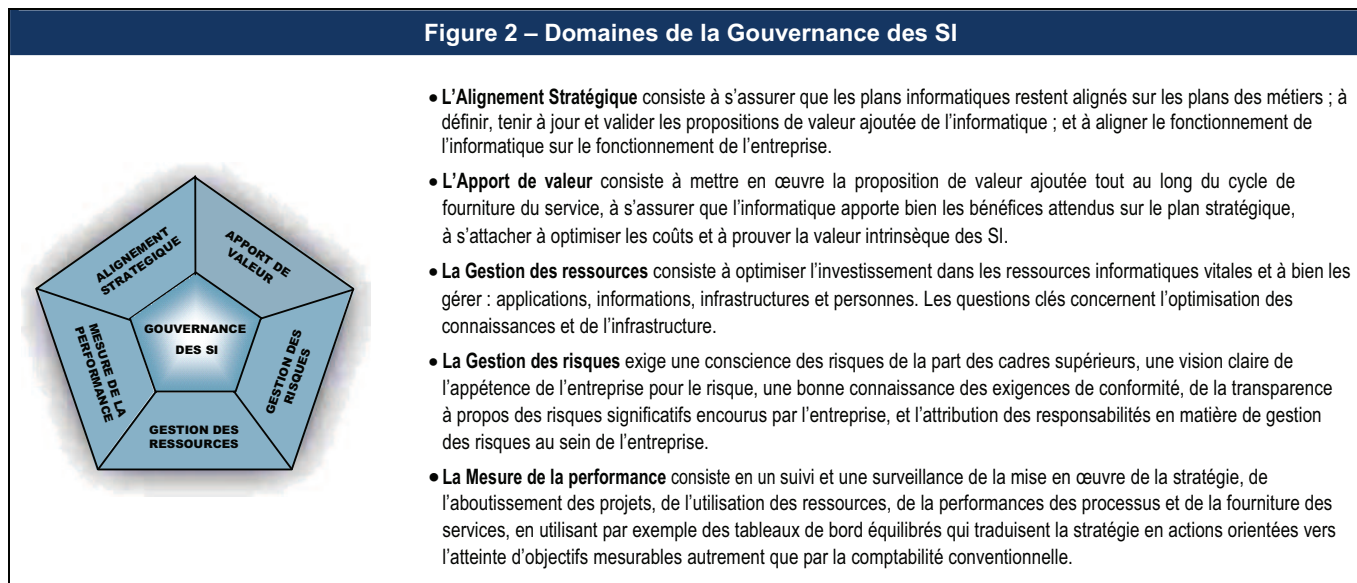 Figure 2 – Domaines de la Gouvernance des SI
ALIGNEMENT
STRATEGIQUE
APPORT DE
VALEUR
MESURE DE LA
PERFORMANCE
GOUVERNANCE
DES SI
GESTION DES
RISQUES
GESTION DES
RESSOURCES
• L’Alignement Stratégique consiste à s’assurer que les plans informatiques restent alignés sur les plans des métiers ; à
définir, tenir à jour et valider les propositions de valeur ajoutée de l’informatique ; et à aligner le fonctionnement de
l’informatique sur le fonctionnement de l’entreprise.
• L’Apport de valeur consiste à mettre en œuvre la proposition de valeur ajoutée tout au long du cycle de
fourniture du service, à s’assurer que l’informatique apporte bien les bénéfices attendus sur le plan stratégique,
à s’attacher à optimiser les coûts et à prouver la valeur intrinsèque des SI.
• La Gestion des ressources consiste à optimiser l’investissement dans les ressources informatiques vitales et à bien les
gérer : applications, informations, infrastructures et personnes. Les questions clés concernent l’optimisation des
connaissances et de l’infrastructure.
• La Gestion des risques exige une conscience des risques de la part des cadres supérieurs, une vision claire de
l’appétence de l’entreprise pour le risque, une bonne connaissance des exigences de conformité, de la transparence
à propos des risques significatifs encourus par l’entreprise, et l’attribution des responsabilités en matière de gestion
des risques au sein de l’entreprise.
• La Mesure de la performance consiste en un suivi et une surveillance de la mise en œuvre de la stratégie, de
l’aboutissement des projets, de l’utilisation des ressources, de la performances des processus et de la fourniture des
services, en utilisant par exemple des tableaux de bord équilibrés qui traduisent la stratégie en actions orientées vers
l’atteinte d’objectifs mesurables autrement que par la comptabilité conventionnelle.